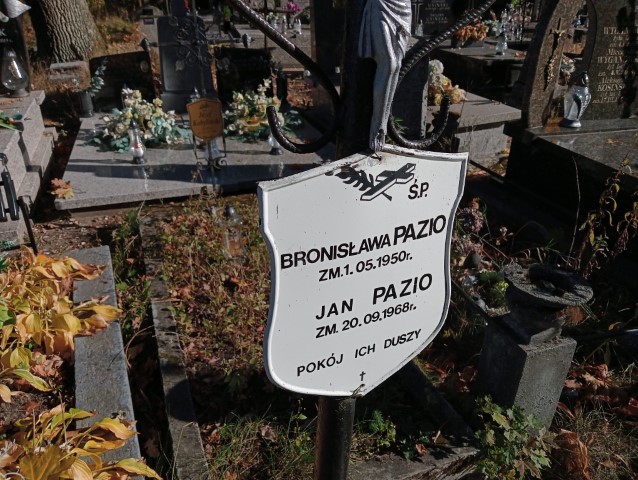 Ś.P.
BRONISŁAWA PAZIO
ZM.1.05.1950r.
JAN PAZIO
ZM. 20.09.1968r.
POKÓJ ICH DUSZY